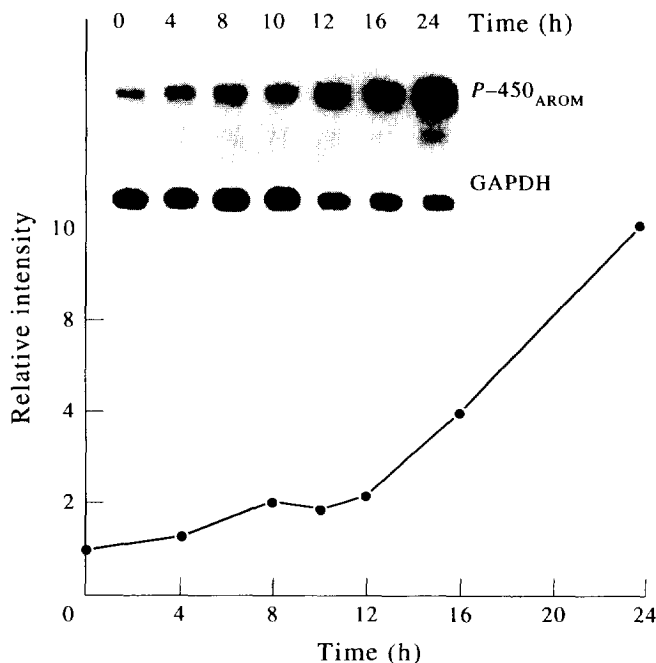 0 4 8 10 12 16 24 Time (h)
P-450AROM
GAPDH
10
8
4
2
0 4 8 12 16 20 24
Relative intensity
Time (h)